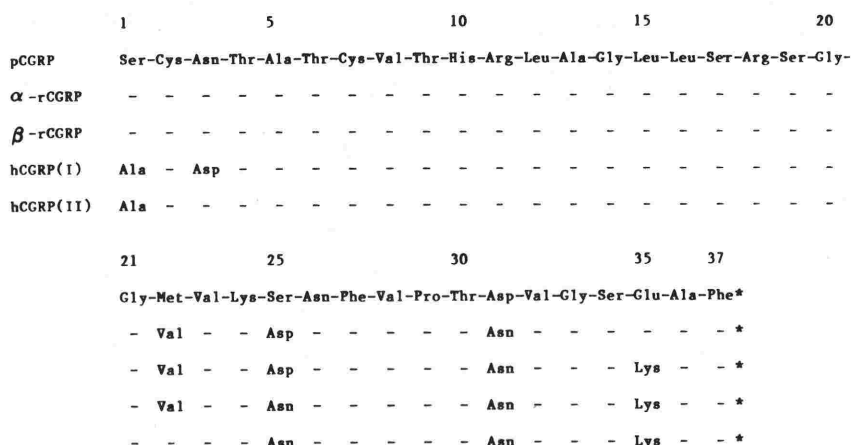 1 5 10 15 20
pCGRP Ser-Cys-Asn-Thr-Ala-Thr-Cys-Val-Thr-His-Arg-Leu-Ala-Gly-Leu-Leu-Ser-Arg-Ser-Gly-
α-rCGRP - - - - - - - - - - - - - - - - - - - -
β-rCGRP - - - - - - - - - - - - - - - - - - - -
hCGRP(I) Ala - Asp - - - - - - - - - - - - - - - - -
hCGRP(II) Ala - - - - - - - - - - - - - - - - - - -
21 25 30 35 37
Gly-Met-Val-Lys-Ser-Asn-Phe-Val-Pro-Thr-Asp-Val-Gly-Ser-Glu-Ala-Phe*
- Val - - Asp - - - - - Asn - - - - - - *
- Val - - Asp - - - - - Asn - - - Lys - - *
- Val - - Asn - - - - - Asn - - - Lys - - *
- - - - Asn - - - - - Asn - - - Lys - - *